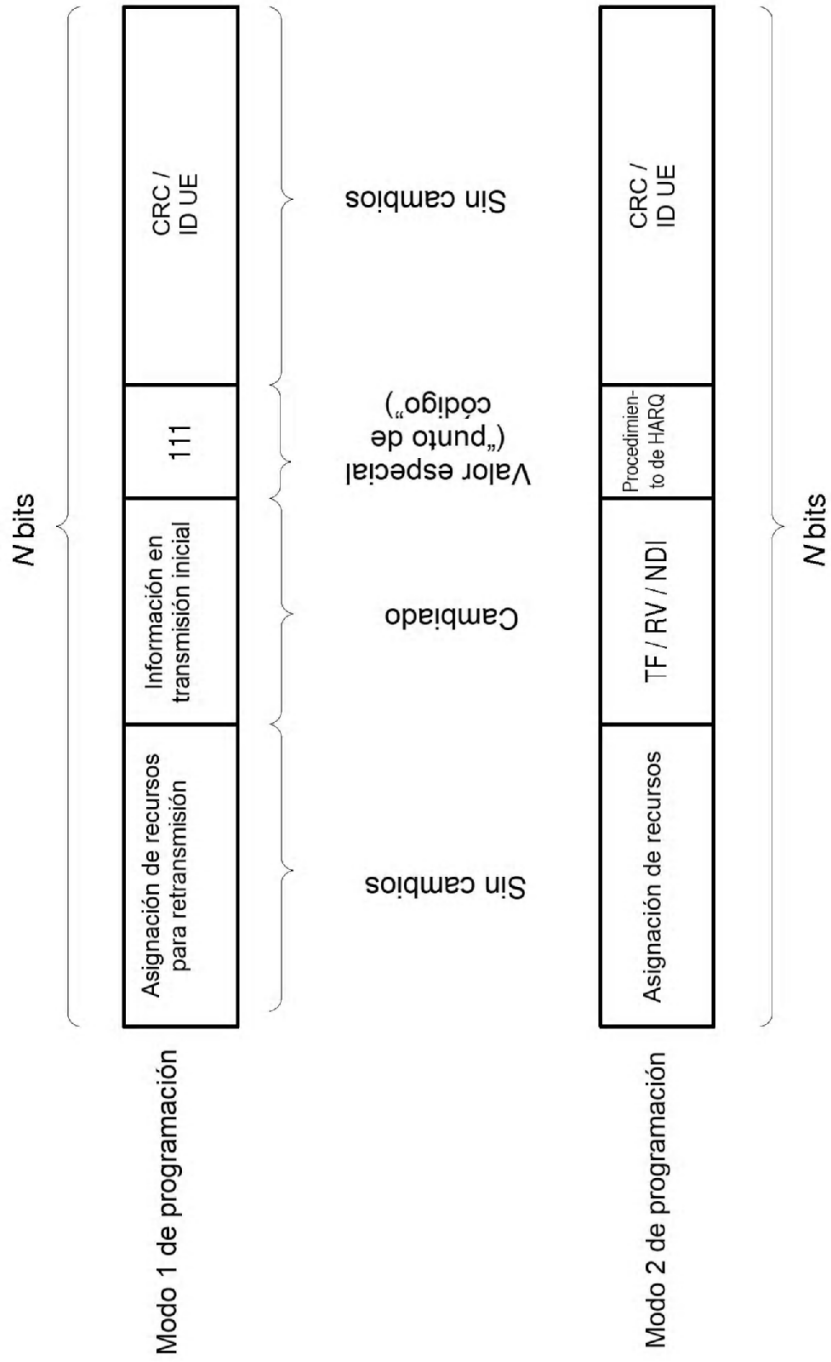 N bits
Modo 1 de programación
Asignación de recursos
para retransmisión
Información en
transmisión inicial
111
CRC /
ID UE
Sin cambios
Cambiado
Valor especial
("punto de
código")
Sin cambios
Modo 2 de programación
Asignación de recursos
TF / RV / NDI
Procedimien-
to de HARQ
CRC /
ID UE
N bits